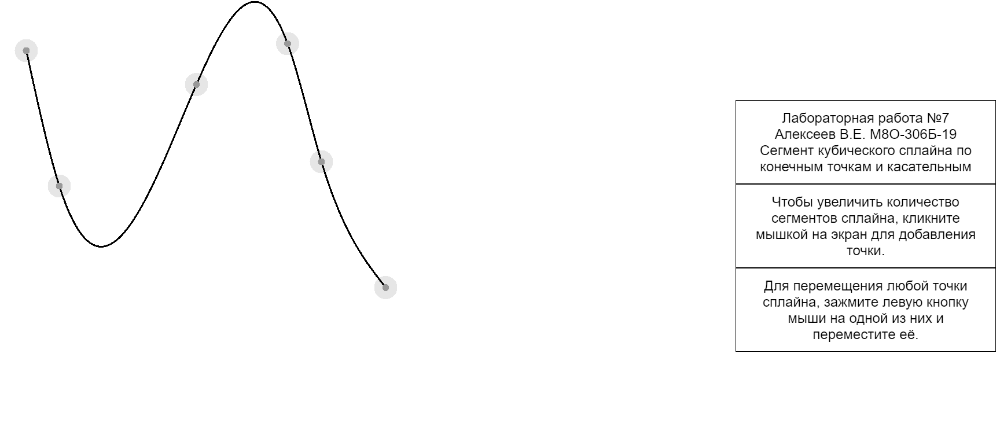 Лабораторная работа №7
Алексеев В.Е. М8О-306Б-19
Сегмент кубического сплайна по
конечным точкам и касательным
Чтобы увеличить количество
сегментов сплайна, кликните
мышкой на экран для добавления
точки.
Для перемещения любой точки
сплайна, зажмите левую кнопку
мыши на одной из них и
переместите её.